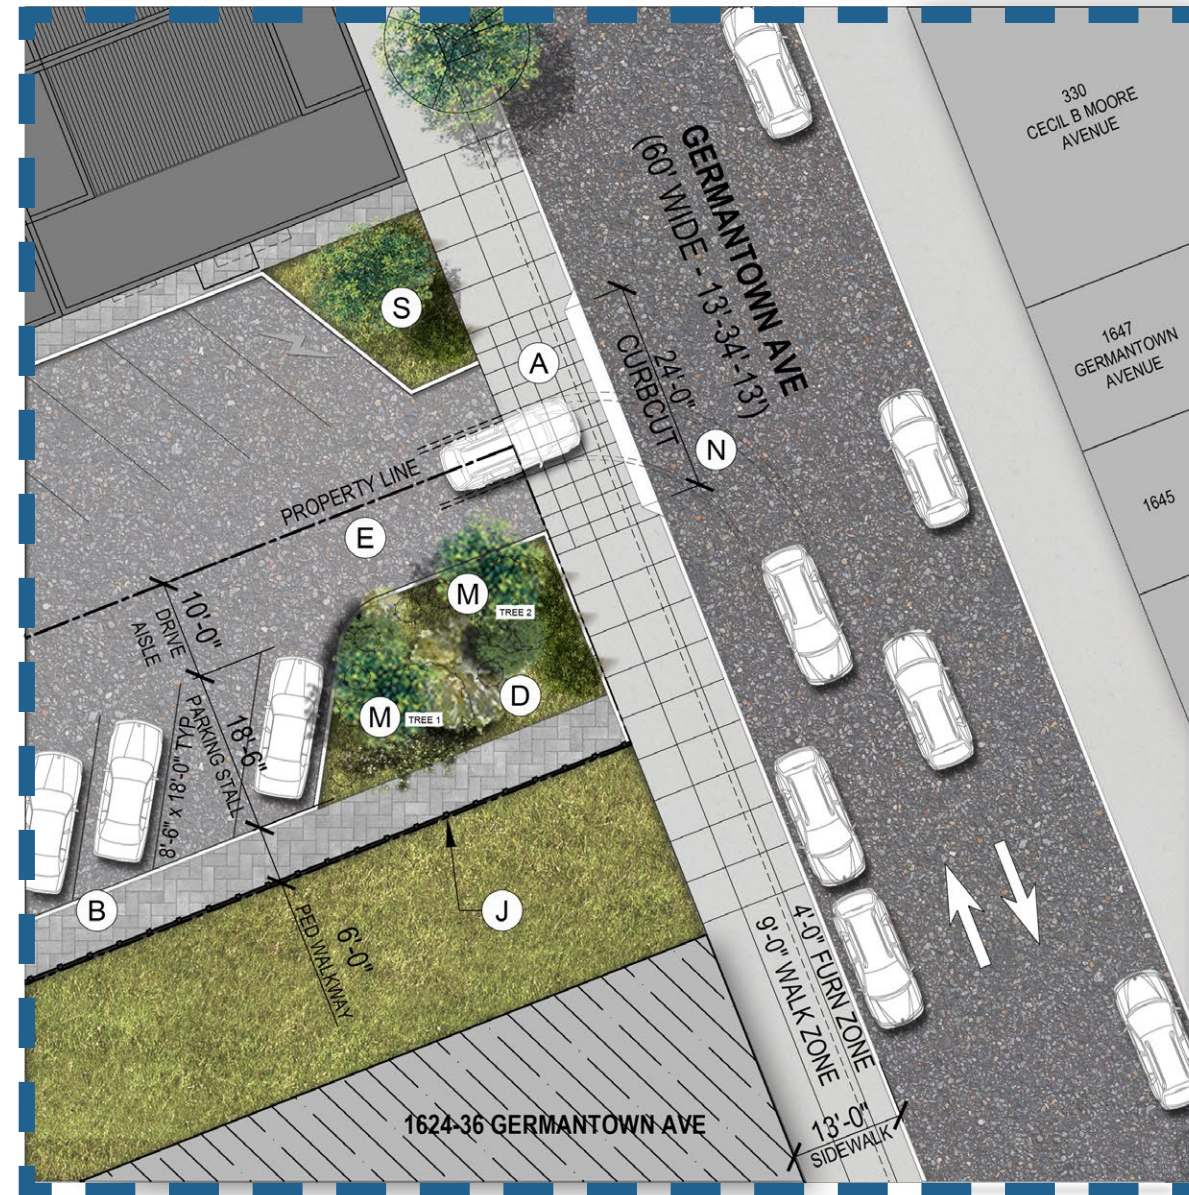 330
CECIL B MOORE
AVENUE
GERMANTOWN AVE
(60' WIDE - 13'-34'-13')
S
A
24'-0"
CURBCUT
1647
GERMANTOWN
AVENUE
N
PROPERTY LINE
1645
E
M
TREE 2
10'-0"
DRIVE
AISLE
D
M
TREE 1
18'-6"
PARKING STALL
8'-6" x 18'-0" TYP.
B
J
6'-0"
PED WALKWAY
4'-0" FURN ZONE
9'-0" WALK ZONE
1624-36 GERMANTOWN AVE
13'-0"
SIDEWALK